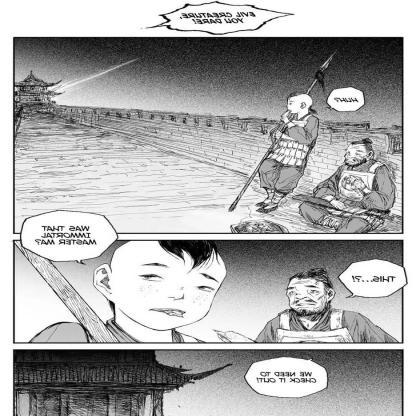 EVIL CREATURE,
YOU DARE!
HUH?
WAS THAT
IMMORTAL
MASTER MA?
THIS...?!
WE NEED TO
CHECK IT OUT!